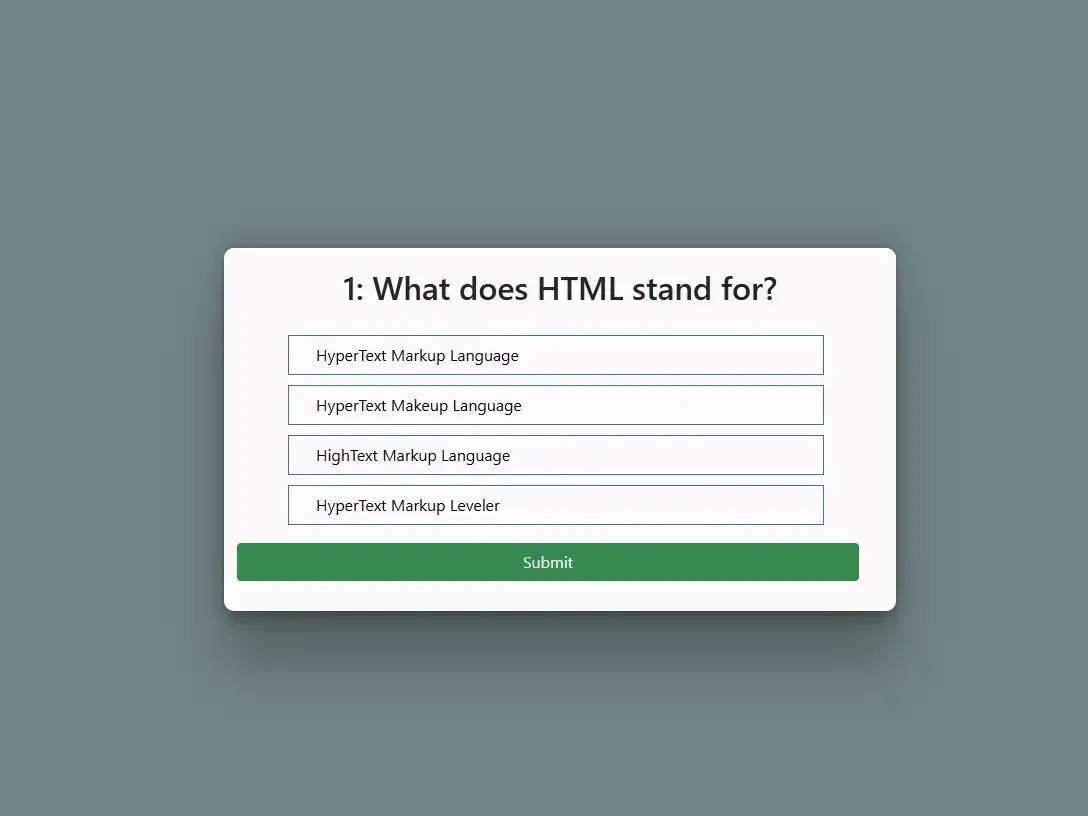 1: What does HTML stand for?
HyperText Markup Language
HyperText Makeup Language
HighText Markup Language
HyperText Markup Leveler
Submit